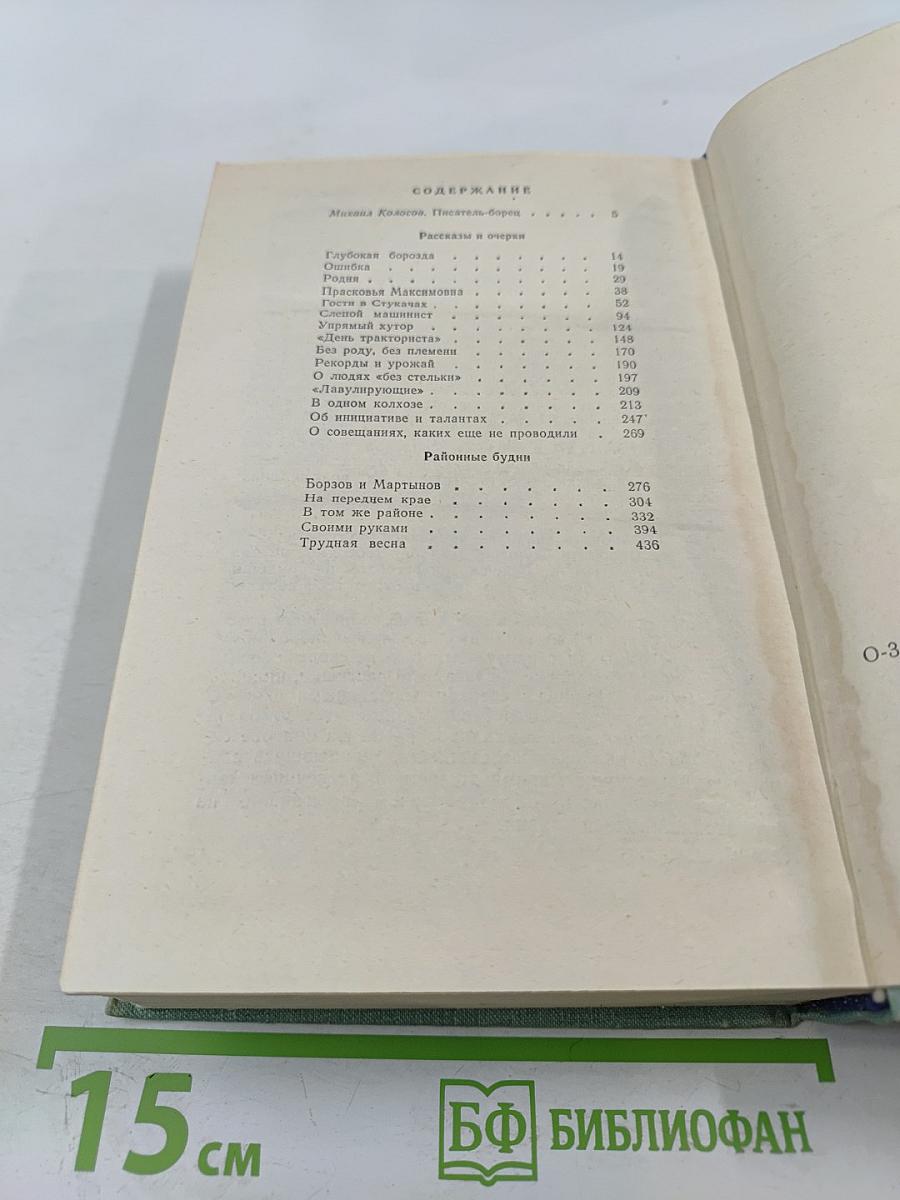 СОДЕРЖАНИЕ
Михаил Колосов. Писатель-борец . . . . . 5
Рассказы и очерки
Глубокая борозда . . . . . . . 14
Ошибка . . . . . . . . . . 19
Родня . . . . . . . . . . 29
Прасковья Максимовна . . . . . . 38
Гости в Стукачах . . . . . . . 52
Слепой машинист . . . . . . . 94
Упрямый хутор . . . . . . . 124
«День тракториста» . . . . . . . 148
Без роду, без племени . . . . . . 170
Рекорды и урожай . . . . . . . 190
О людях «без стельки» . . . . . . 197
«Лавулирующие» . . . . . . . . 209
В одном колхозе . . . . . . . . 213
Об инициативе и талантах . . . . . 247
О совещаниях, каких еще не проводили . 269
Районные будни
Борзов и Мартынов . . . . . . . 276
На переднем крае . . . . . . . 304
В том же районе . . . . . . . . 332
Своими руками . . . . . . . . 394
Трудная весна . . . . . . . . 436
О-3
15 см
БФ БИБЛИОФАН